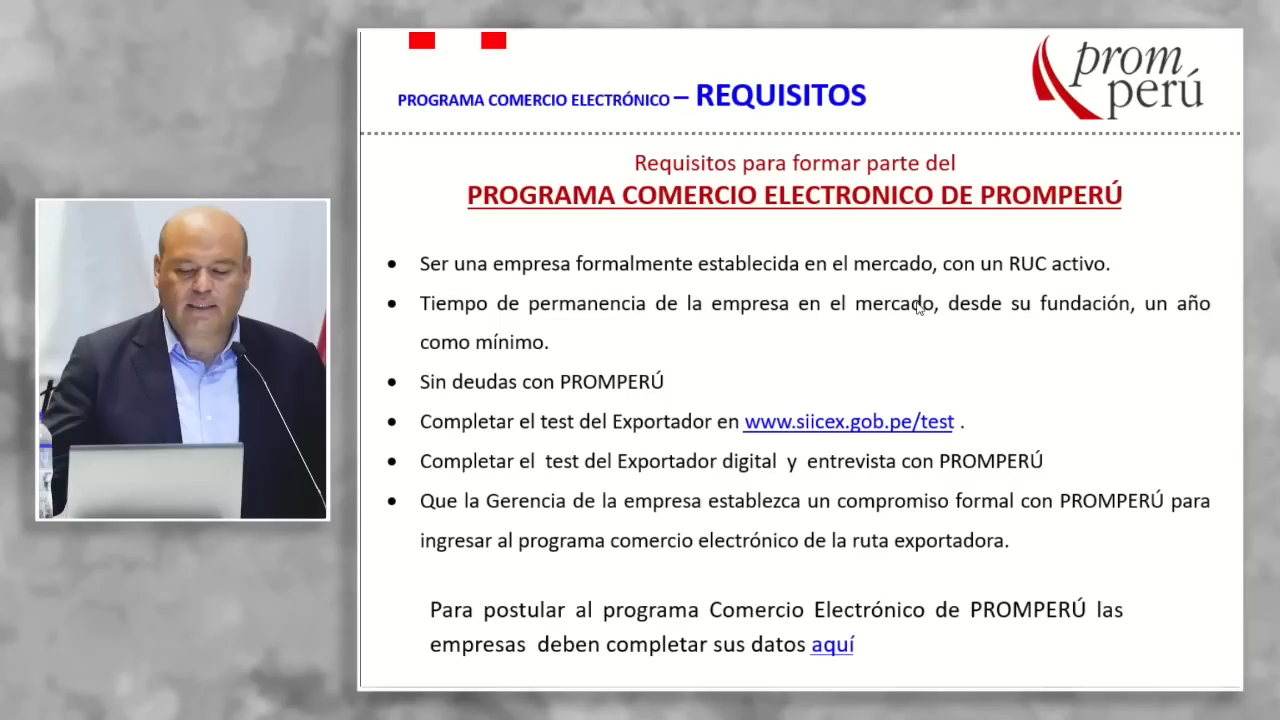 prom
perú
PROGRAMA COMERCIO ELECTRÓNICO – REQUISITOS
Requisitos para formar parte del
PROGRAMA COMERCIO ELECTRONICO DE PROMPERÚ
• Ser una empresa formalmente establecida en el mercado, con un RUC activo.
• Tiempo de permanencia de la empresa en el mercado, desde su fundación, un año
como mínimo.
• Sin deudas con PROMPERÚ
• Completar el test del Exportador en www.siicex.gob.pe/test .
• Completar el test del Exportador digital y entrevista con PROMPERÚ
• Que la Gerencia de la empresa establezca un compromiso formal con PROMPERÚ para
ingresar al programa comercio electrónico de la ruta exportadora.
Para postular al programa Comercio Electrónico de PROMPERÚ las
empresas deben completar sus datos aquí